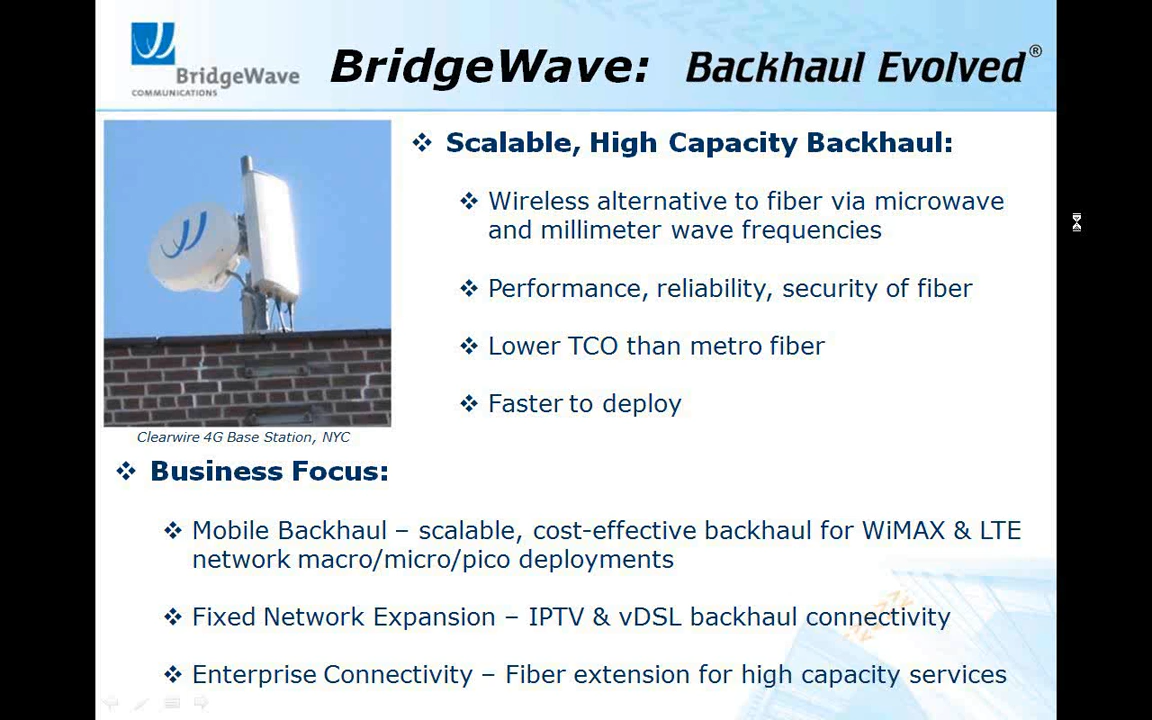 BridgeWave
COMMUNICATIONS
BridgeWave: Backhaul Evolved®
❖ Scalable, High Capacity Backhaul:
❖ Wireless alternative to fiber via microwave
and millimeter wave frequencies
❖ Performance, reliability, security of fiber
❖ Lower TCO than metro fiber
❖ Faster to deploy
Clearwire 4G Base Station, NYC
❖ Business Focus:
❖ Mobile Backhaul – scalable, cost-effective backhaul for WiMAX & LTE
network macro/micro/pico deployments
❖ Fixed Network Expansion – IPTV & vDSL backhaul connectivity
❖ Enterprise Connectivity – Fiber extension for high capacity services